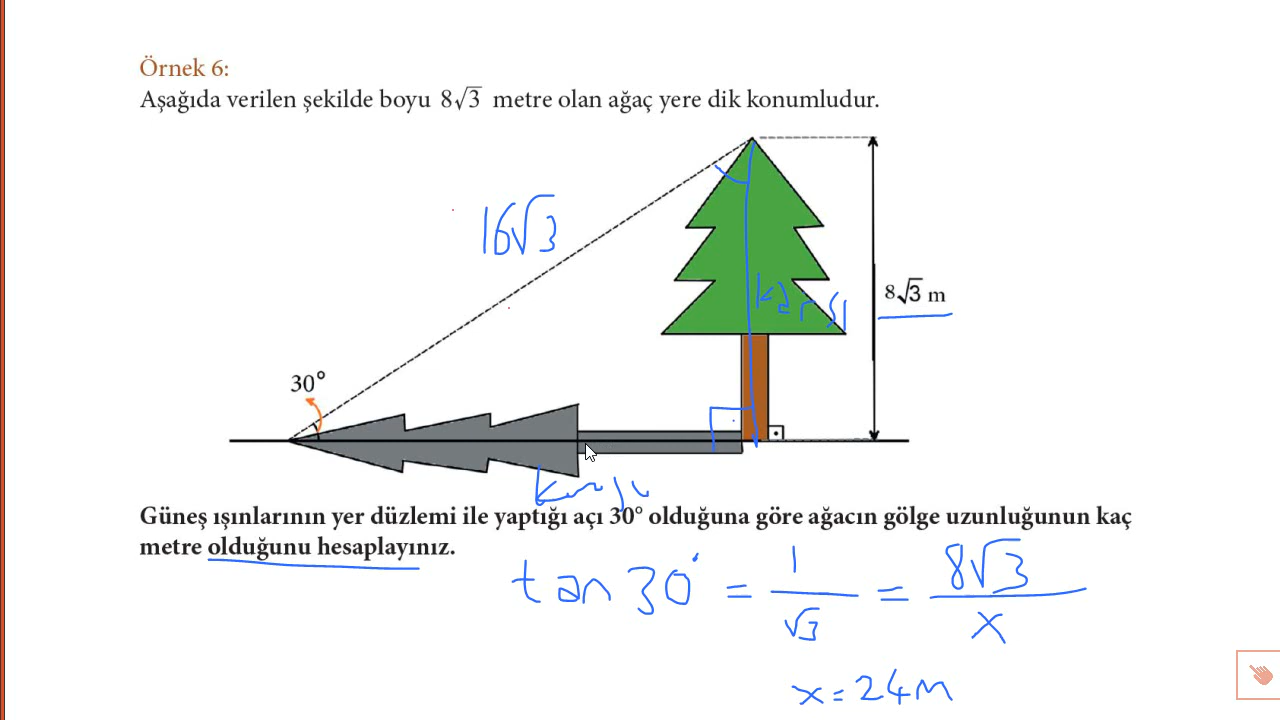 Örnek 6:
Aşağıda verilen şekilde boyu 8√3 metre olan ağaç yere dik konumludur.
16√3
karşı
8√3 m
30°
komşu
Güneş ışınlarının yer düzlemi ile yaptığı açı 30° olduğuna göre ağacın gölge uzunluğunun kaç
metre olduğunu hesaplayınız.
tan 30° = 1/√3 = 8√3/x
x = 24 m